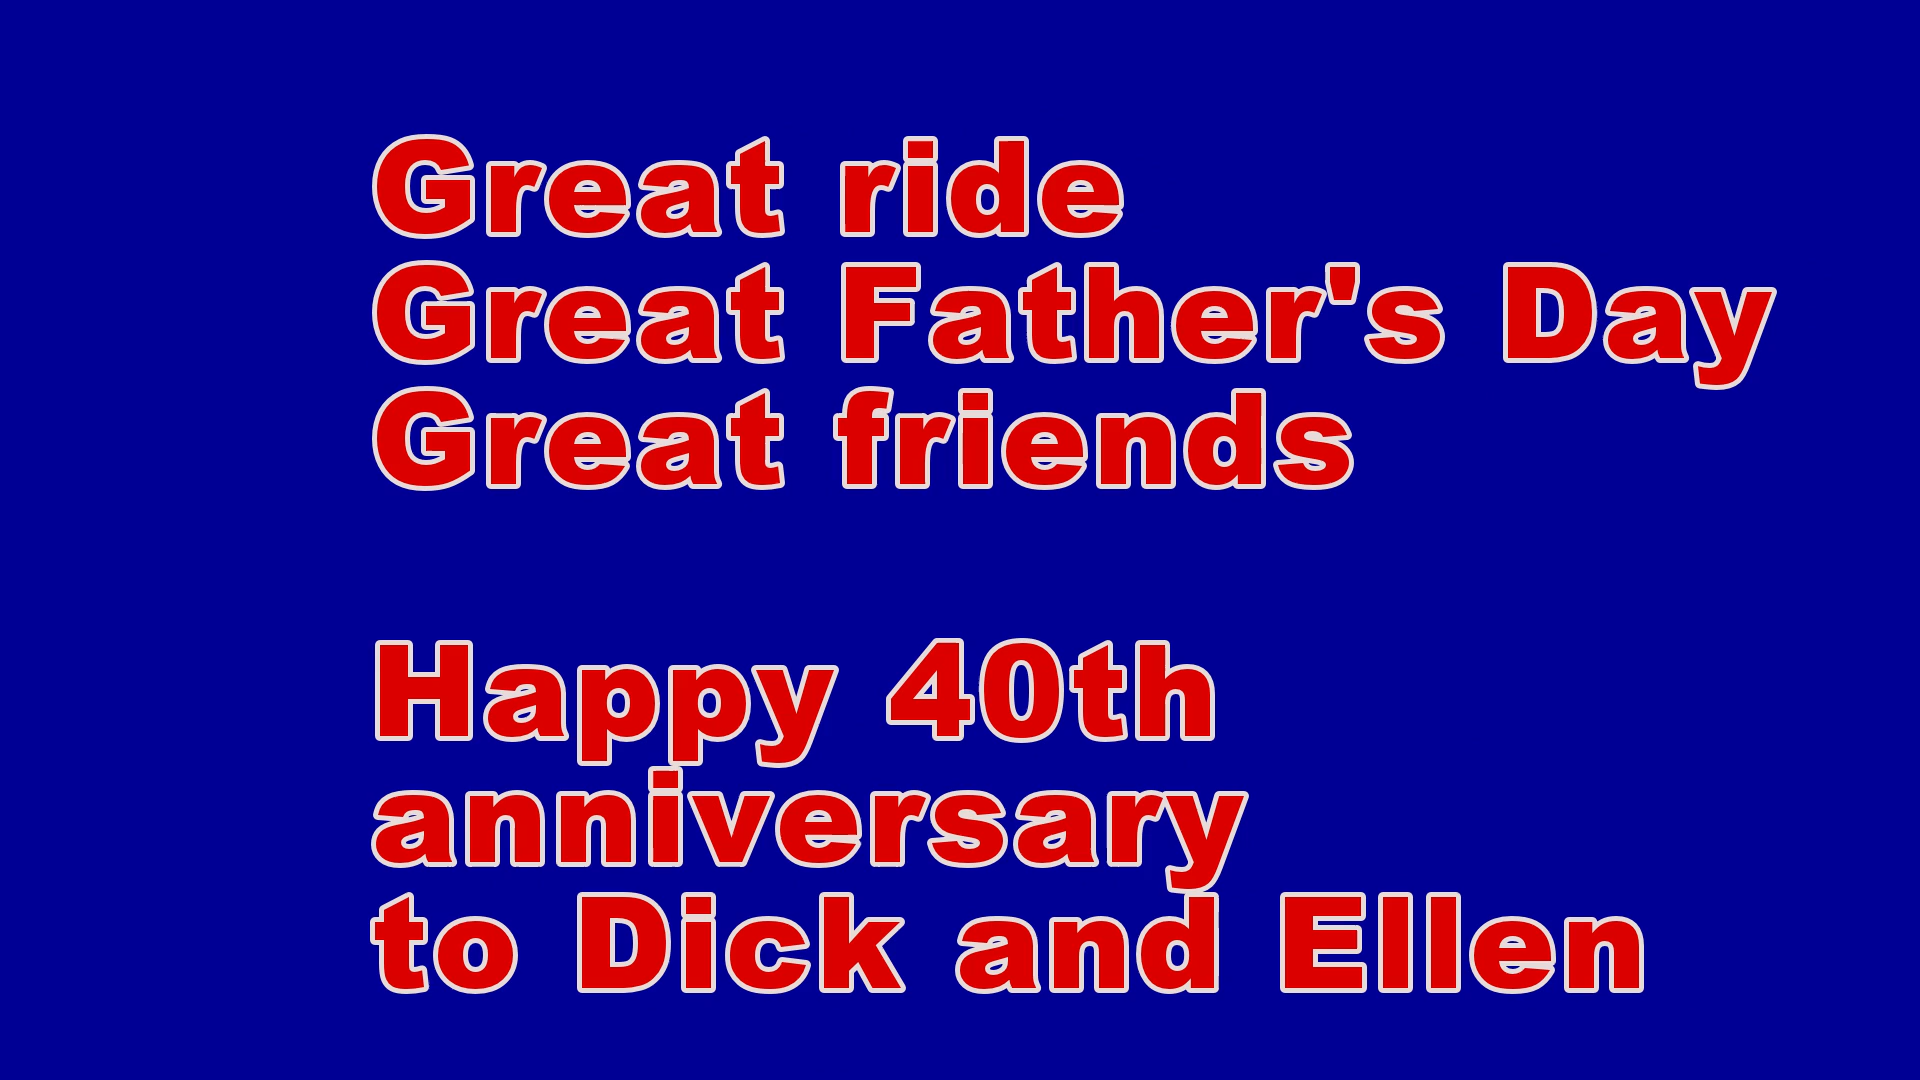 Great ride
Great Father's Day
Great friends
Happy 40th
anniversary
to Dick and Ellen